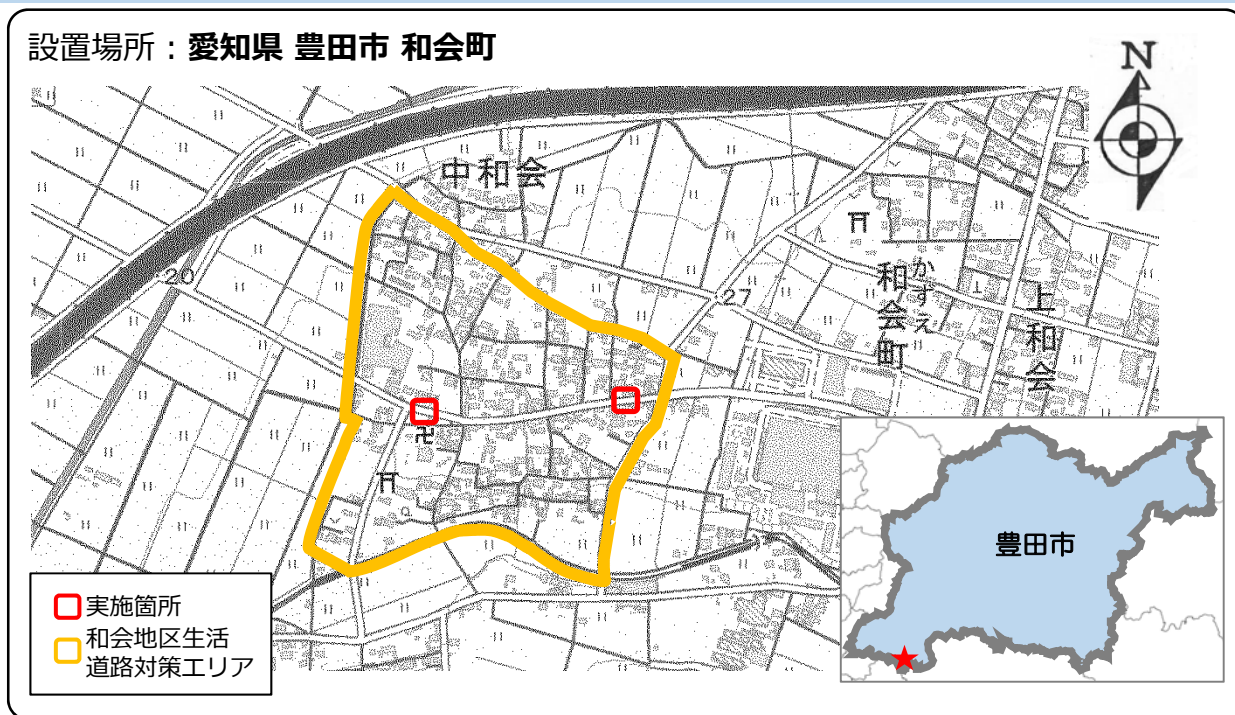 設置場所：愛知県 豊田市 和会町
N
中和会
20
27
和会町
かずえ
上和会
豊田市
実施箇所
和会地区生活
道路対策エリア